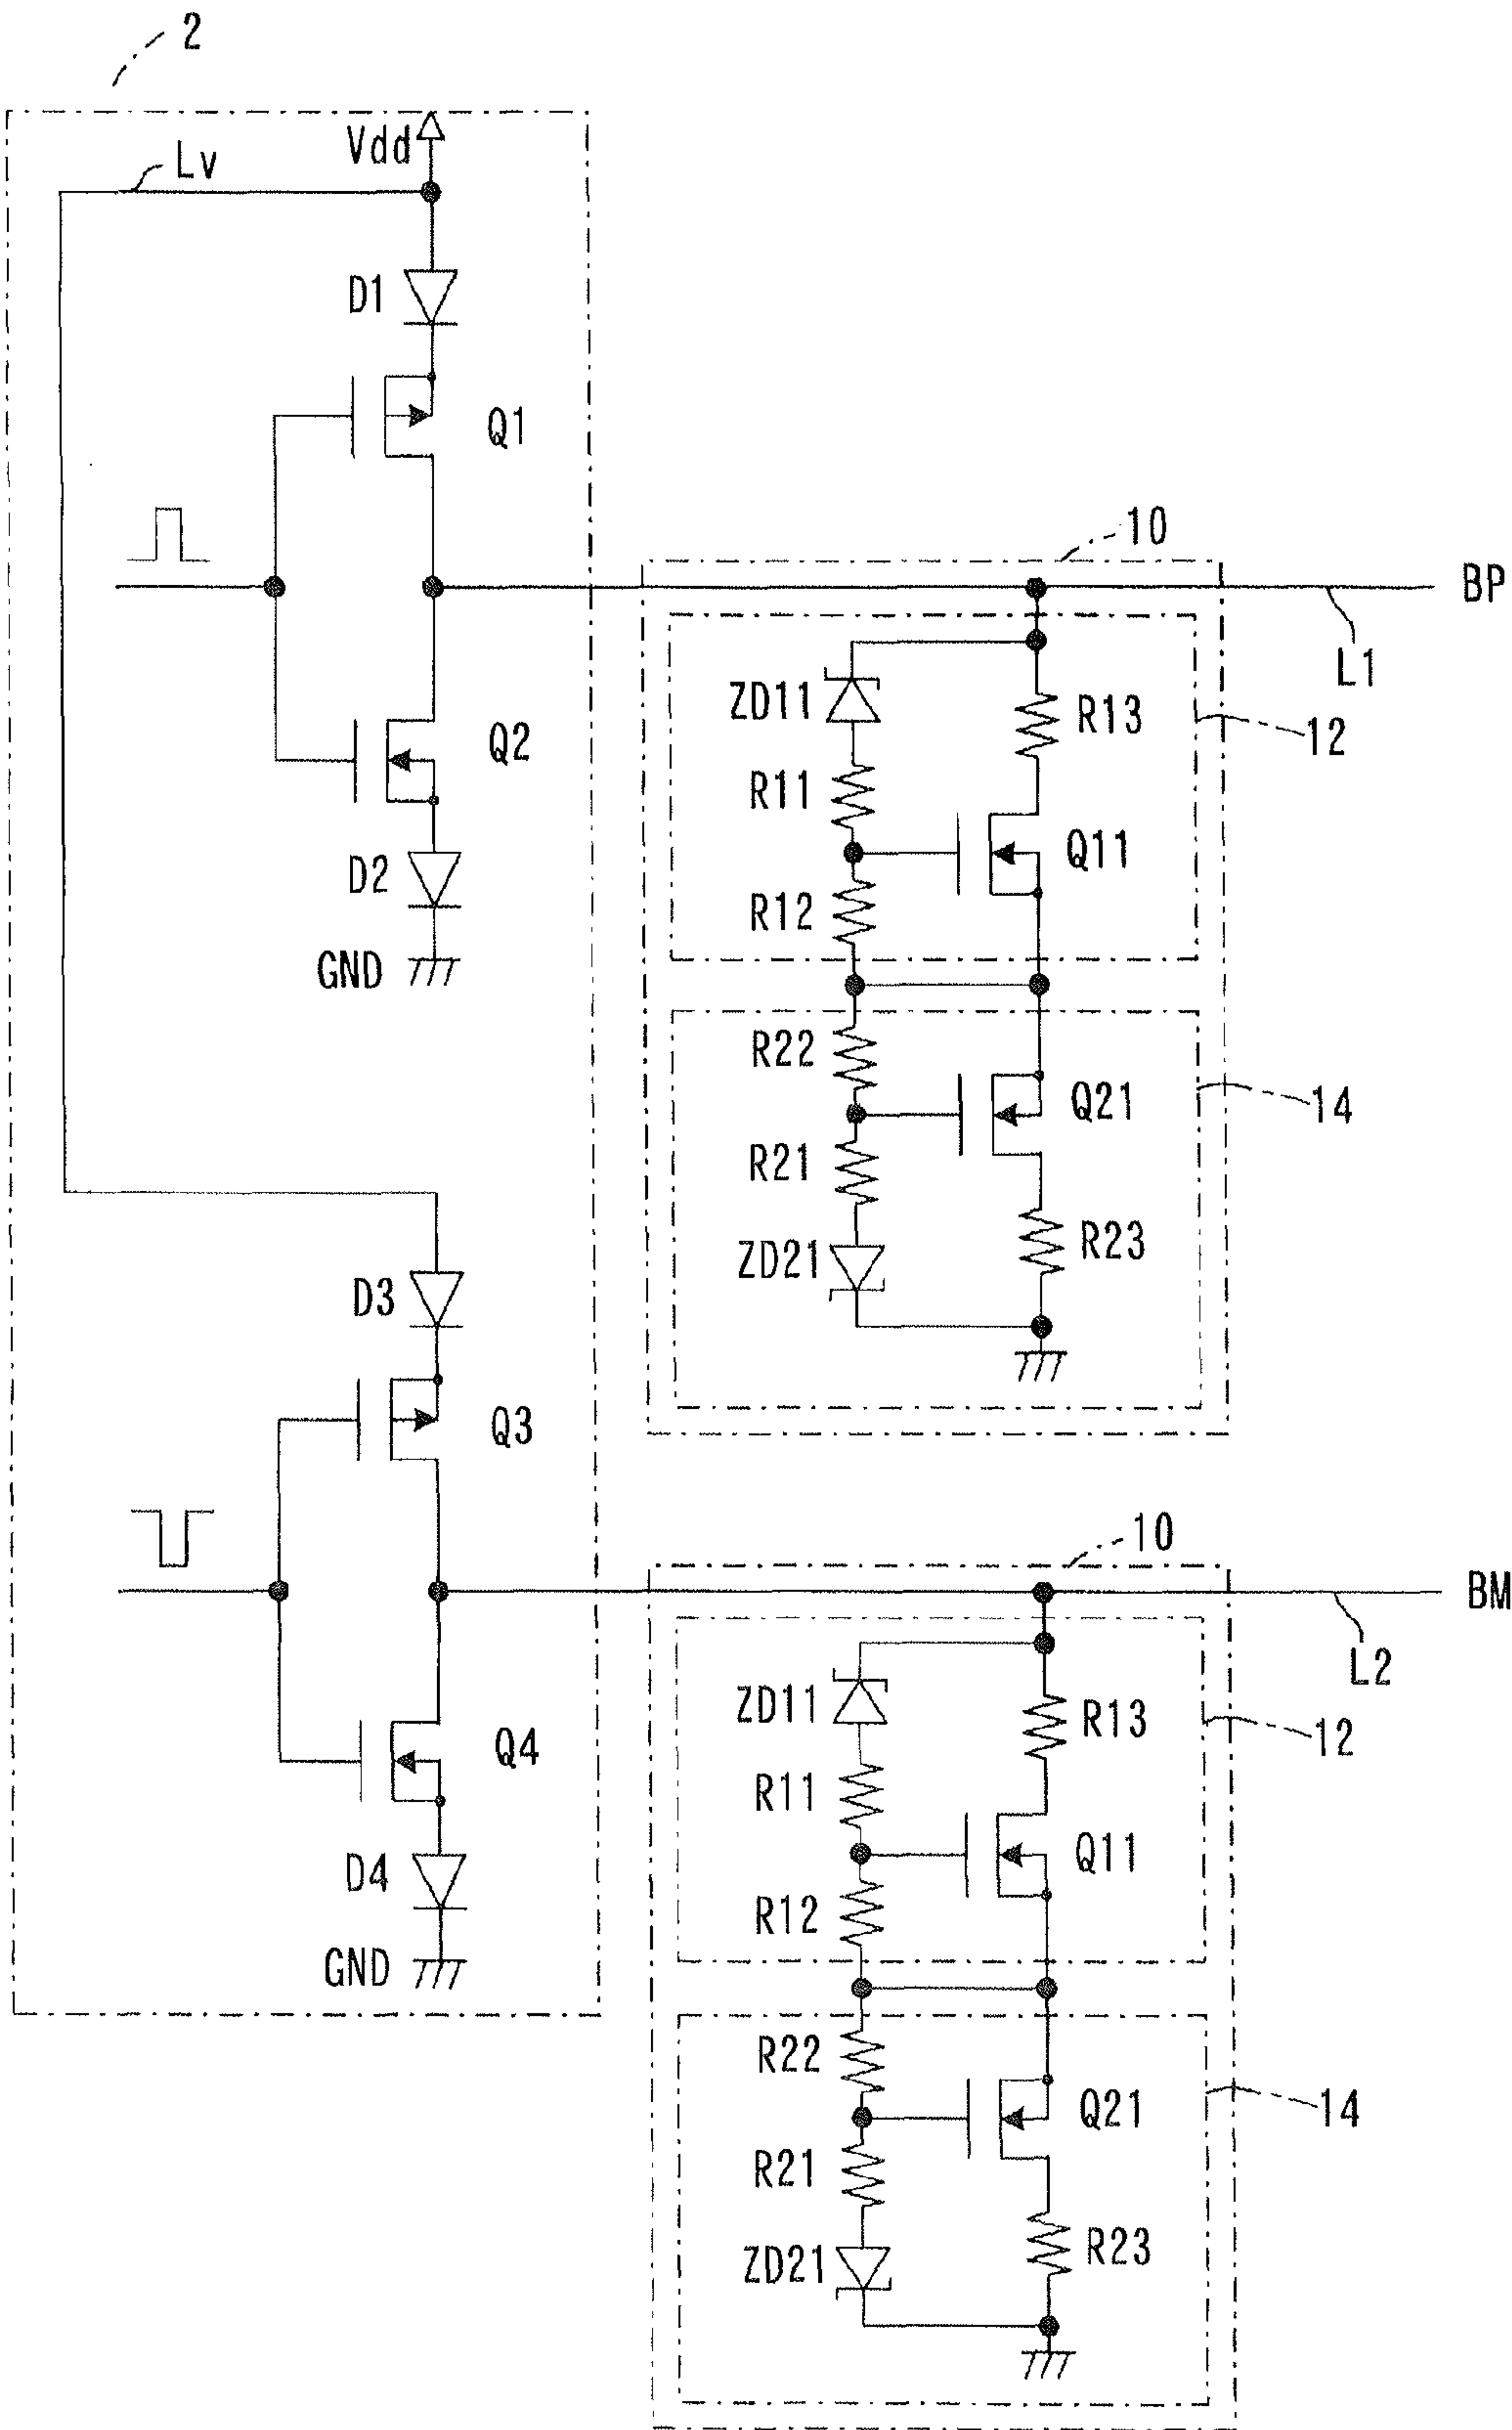 2
Vdd
Lv
D1
Q1
10
BP
L1
ZD11
R13
12
Q2
R11
Q11
D2
R12
GND
R22
Q21
14
R21
ZD21
R23
D3
Q3
10
BM
L2
ZD11
R13
12
Q4
R11
Q11
D4
R12
GND
R22
Q21
14
R21
ZD21
R23